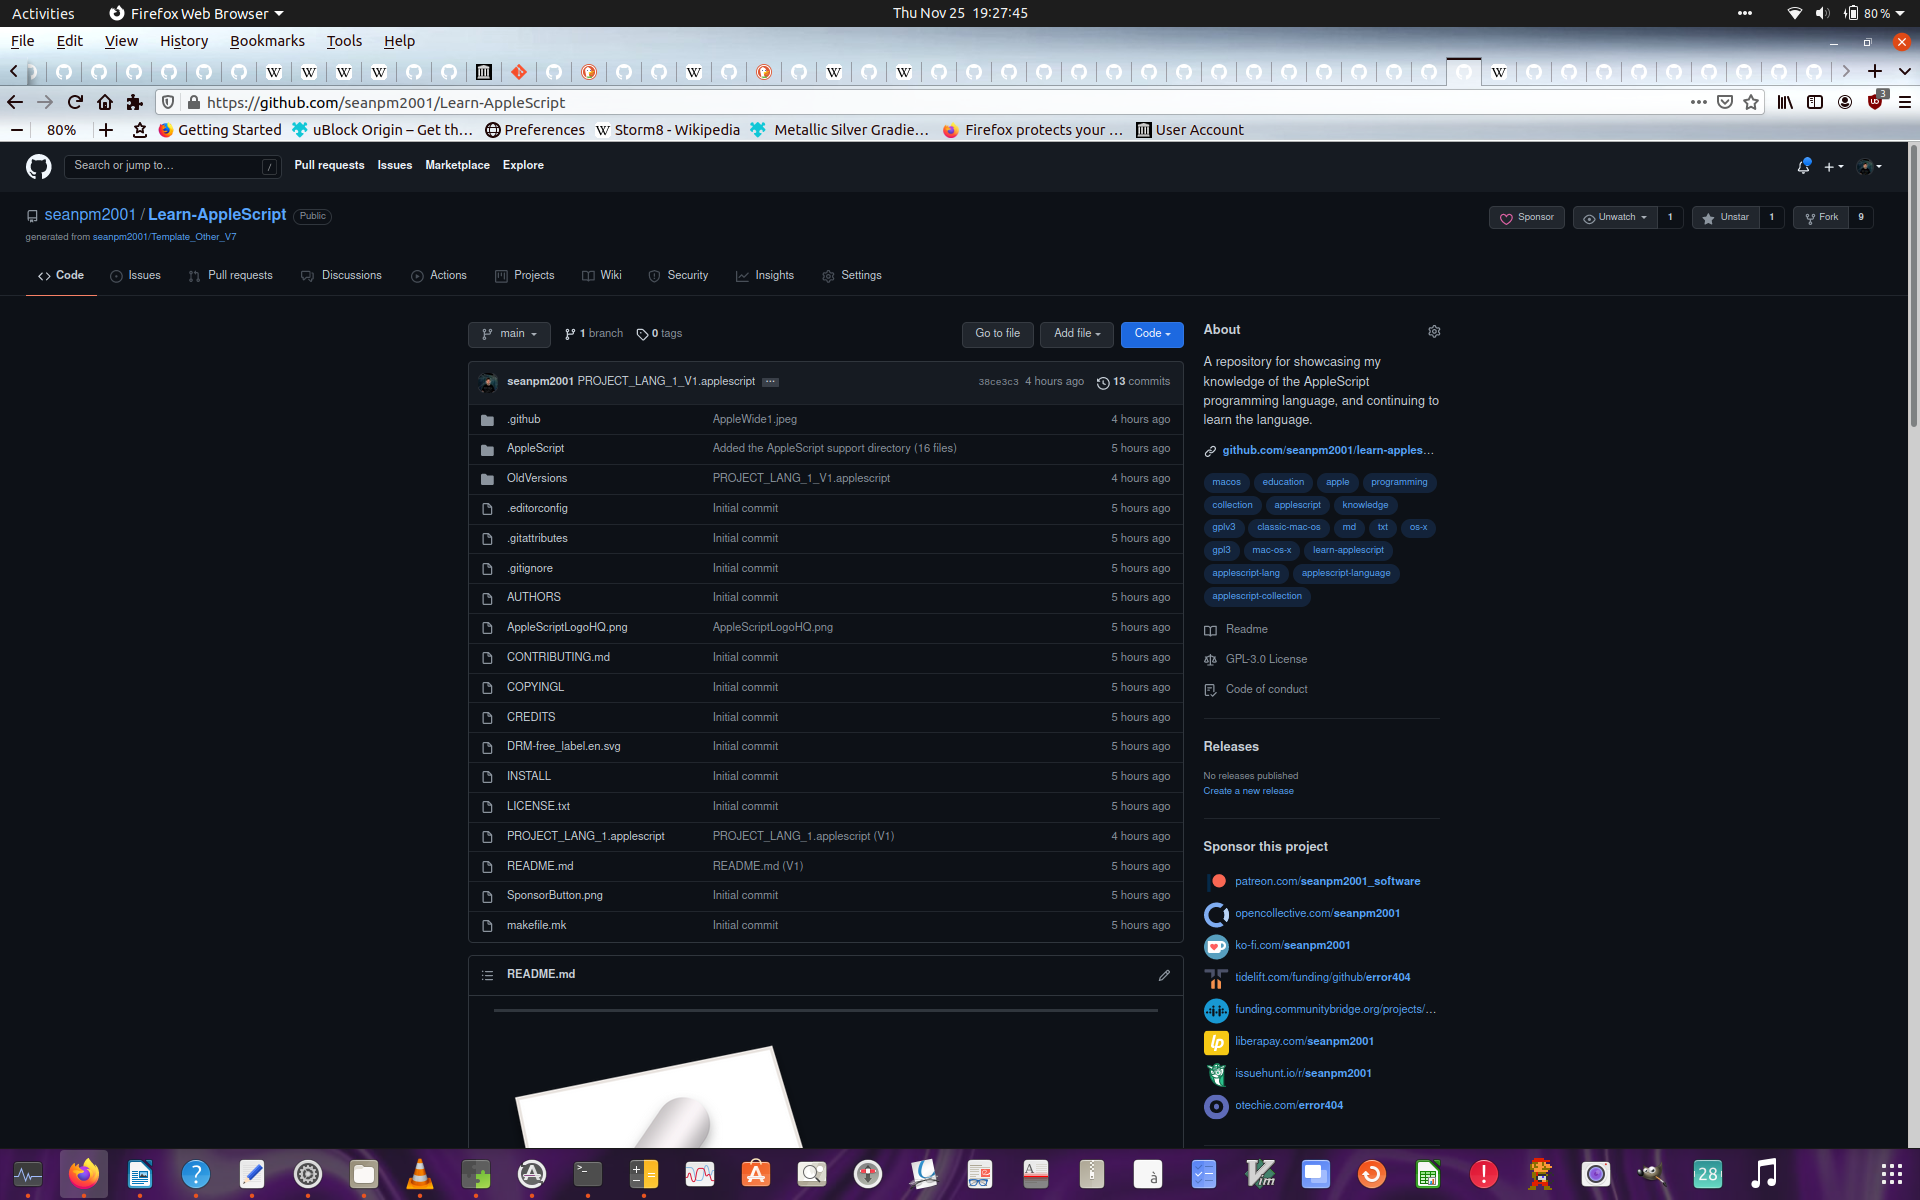 Activities Firefox Web Browser Thu Nov 25 19:27:45 80 %
File Edit View History Bookmarks Tools Help
https://github.com/seanpm2001/Learn-AppleScript 3
80% Getting Started uBlock Origin – Get th… Preferences Storm8 - Wikipedia Metallic Silver Gradie… Firefox protects your … User Account
Search or jump to… / Pull requests Issues Marketplace Explore
seanpm2001 / Learn-AppleScript Public Sponsor Unwatch 1 Unstar 1 Fork 9
generated from seanpm2001/Template_Other_V7
Code Issues Pull requests Discussions Actions Projects Wiki Security Insights Settings
main 1 branch 0 tags Go to file Add file Code
seanpm2001 PROJECT_LANG_1_V1.applescript 38ce3c3 4 hours ago 13 commits
.github AppleWide1.jpeg 4 hours ago
AppleScript Added the AppleScript support directory (16 files) 5 hours ago
OldVersions PROJECT_LANG_1_V1.applescript 4 hours ago
.editorconfig Initial commit 5 hours ago
.gitattributes Initial commit 5 hours ago
.gitignore Initial commit 5 hours ago
AUTHORS Initial commit 5 hours ago
AppleScriptLogoHQ.png AppleScriptLogoHQ.png 5 hours ago
CONTRIBUTING.md Initial commit 5 hours ago
COPYINGL Initial commit 5 hours ago
CREDITS Initial commit 5 hours ago
DRM-free_label.en.svg Initial commit 5 hours ago
INSTALL Initial commit 5 hours ago
LICENSE.txt Initial commit 5 hours ago
PROJECT_LANG_1.applescript PROJECT_LANG_1.applescript (V1) 4 hours ago
README.md README.md (V1) 5 hours ago
SponsorButton.png Initial commit 5 hours ago
makefile.mk Initial commit 5 hours ago
README.md
About
A repository for showcasing my
knowledge of the AppleScript
programming language, and continuing to
learn the language.
github.com/seanpm2001/learn-apples…
macos education apple programming
collection applescript knowledge
gplv3 classic-mac-os md txt os-x
gpl3 mac-os-x learn-applescript
applescript-lang applescript-language
applescript-collection
Readme
GPL-3.0 License
Code of conduct
Releases
No releases published
Create a new release
Sponsor this project
patreon.com/seanpm2001_software
opencollective.com/seanpm2001
ko-fi.com/seanpm2001
tidelift.com/funding/github/error404
funding.communitybridge.org/projects/…
liberapay.com/seanpm2001
issuehunt.io/r/seanpm2001
otechie.com/error404
28